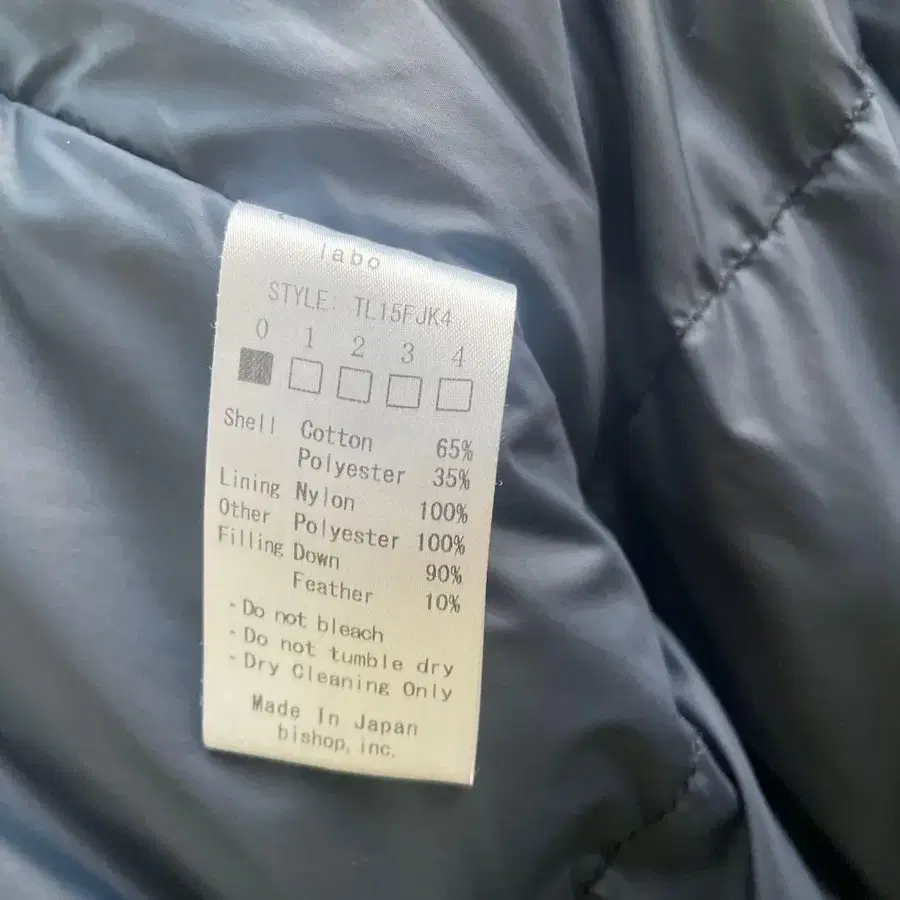 labo
STYLE: TL15FJK4
0 1 2 3 4
Shell Cotton 65%
Polyester 35%
Lining Nylon 100%
Other Polyester 100%
Filling Down 90%
Feather 10%
·Do not bleach
·Do not tumble dry
·Dry Cleaning Only
Made In Japan
bishop, inc.